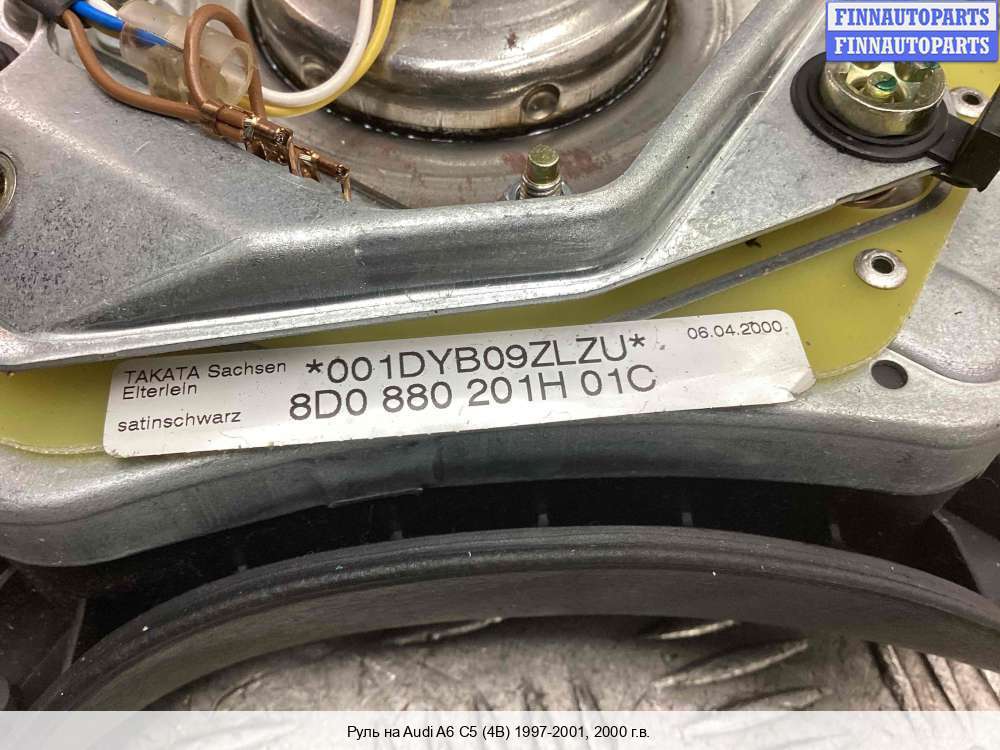 FINNAUTOPARTS
FINNAUTOPARTS
TAKATA Sachsen
Elterlein
*001DYB09ZLZU*
06.04.2000
satinschwarz
8D0 880 201H 01C
Руль на Audi A6 C5 (4B) 1997-2001, 2000 г.в.